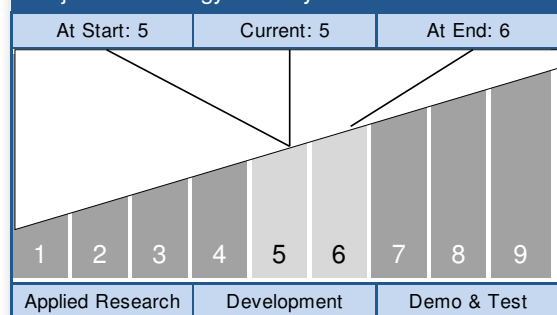 At Start: 5 Current: 5 At End: 6
1 2 3 4 5 6 7 8 9
Applied Research Development Demo & Test